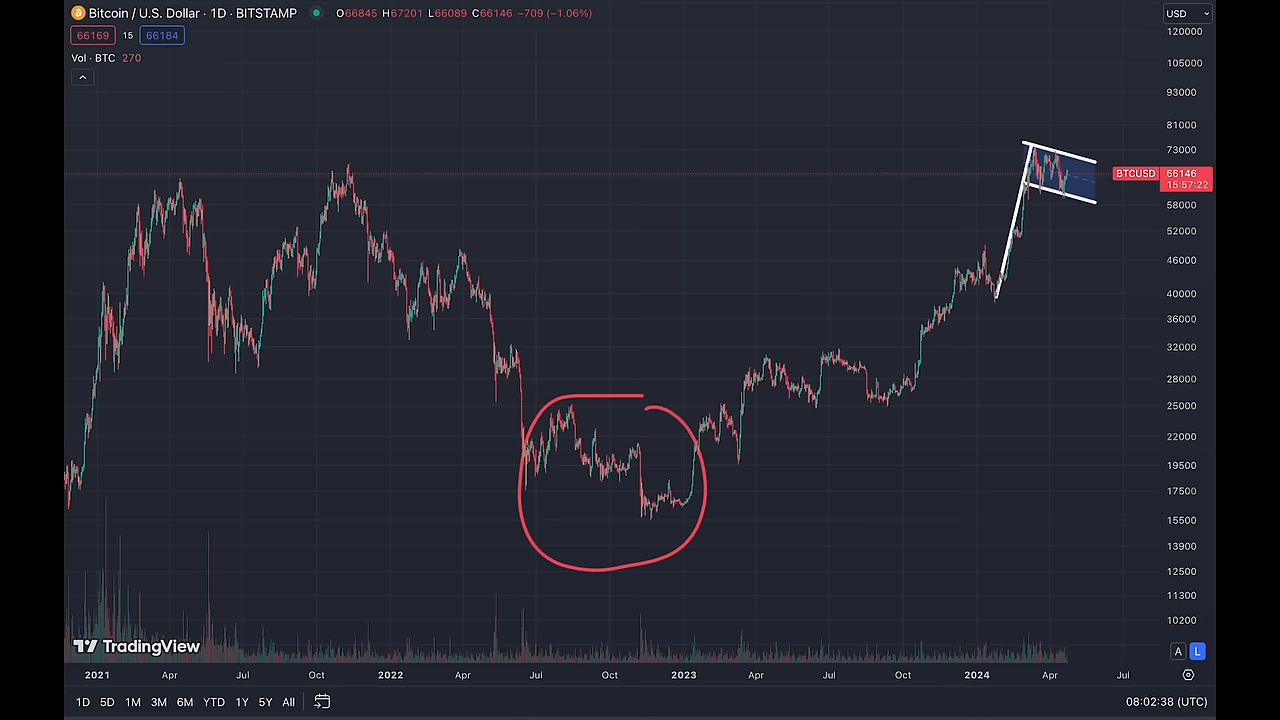 Bitcoin / U.S. Dollar · 1D · BITSTAMP O66845 H67201 L66089 C66146 −709 (−1.06%)
USD
66169 15 66184
Vol · BTC 270
120000
105000
93000
81000
73000
BTCUSD 66146
15:57:22
58000
52000
46000
40000
36000
32000
28000
25000
22000
19500
17500
15500
13900
12500
11300
10200
TradingView
A L
2021 Apr Jul Oct 2022 Apr Jul Oct 2023 Apr Jul Oct 2024 Apr Jul
1D 5D 1M 3M 6M YTD 1Y 5Y All 08:02:38 (UTC)